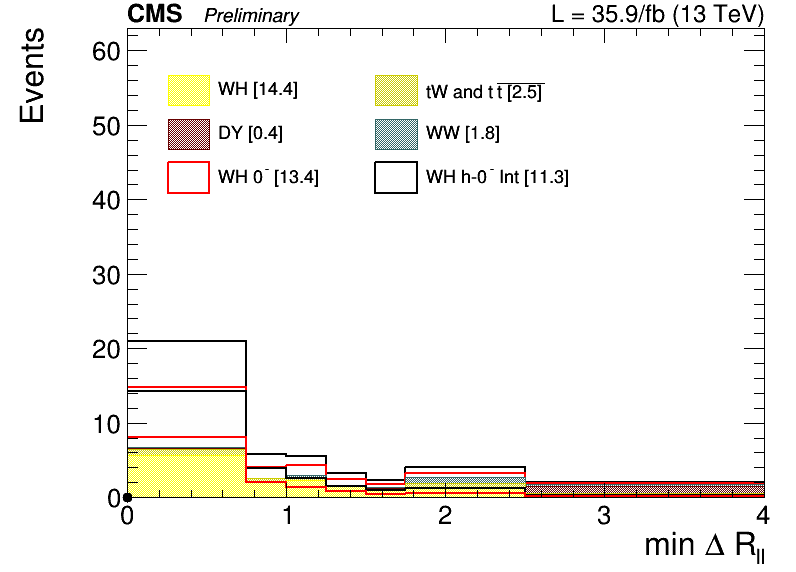 CMS Preliminary L = 35.9/fb (13 TeV)
Events
60
50
40
30
20
10
0
WH [14.4] tW and t t̅ [2.5]
DY [0.4] WW [1.8]
WH 0⁻ [13.4] WH h-0⁻ Int [11.3]
0 1 2 3 4
min Δ R_ll